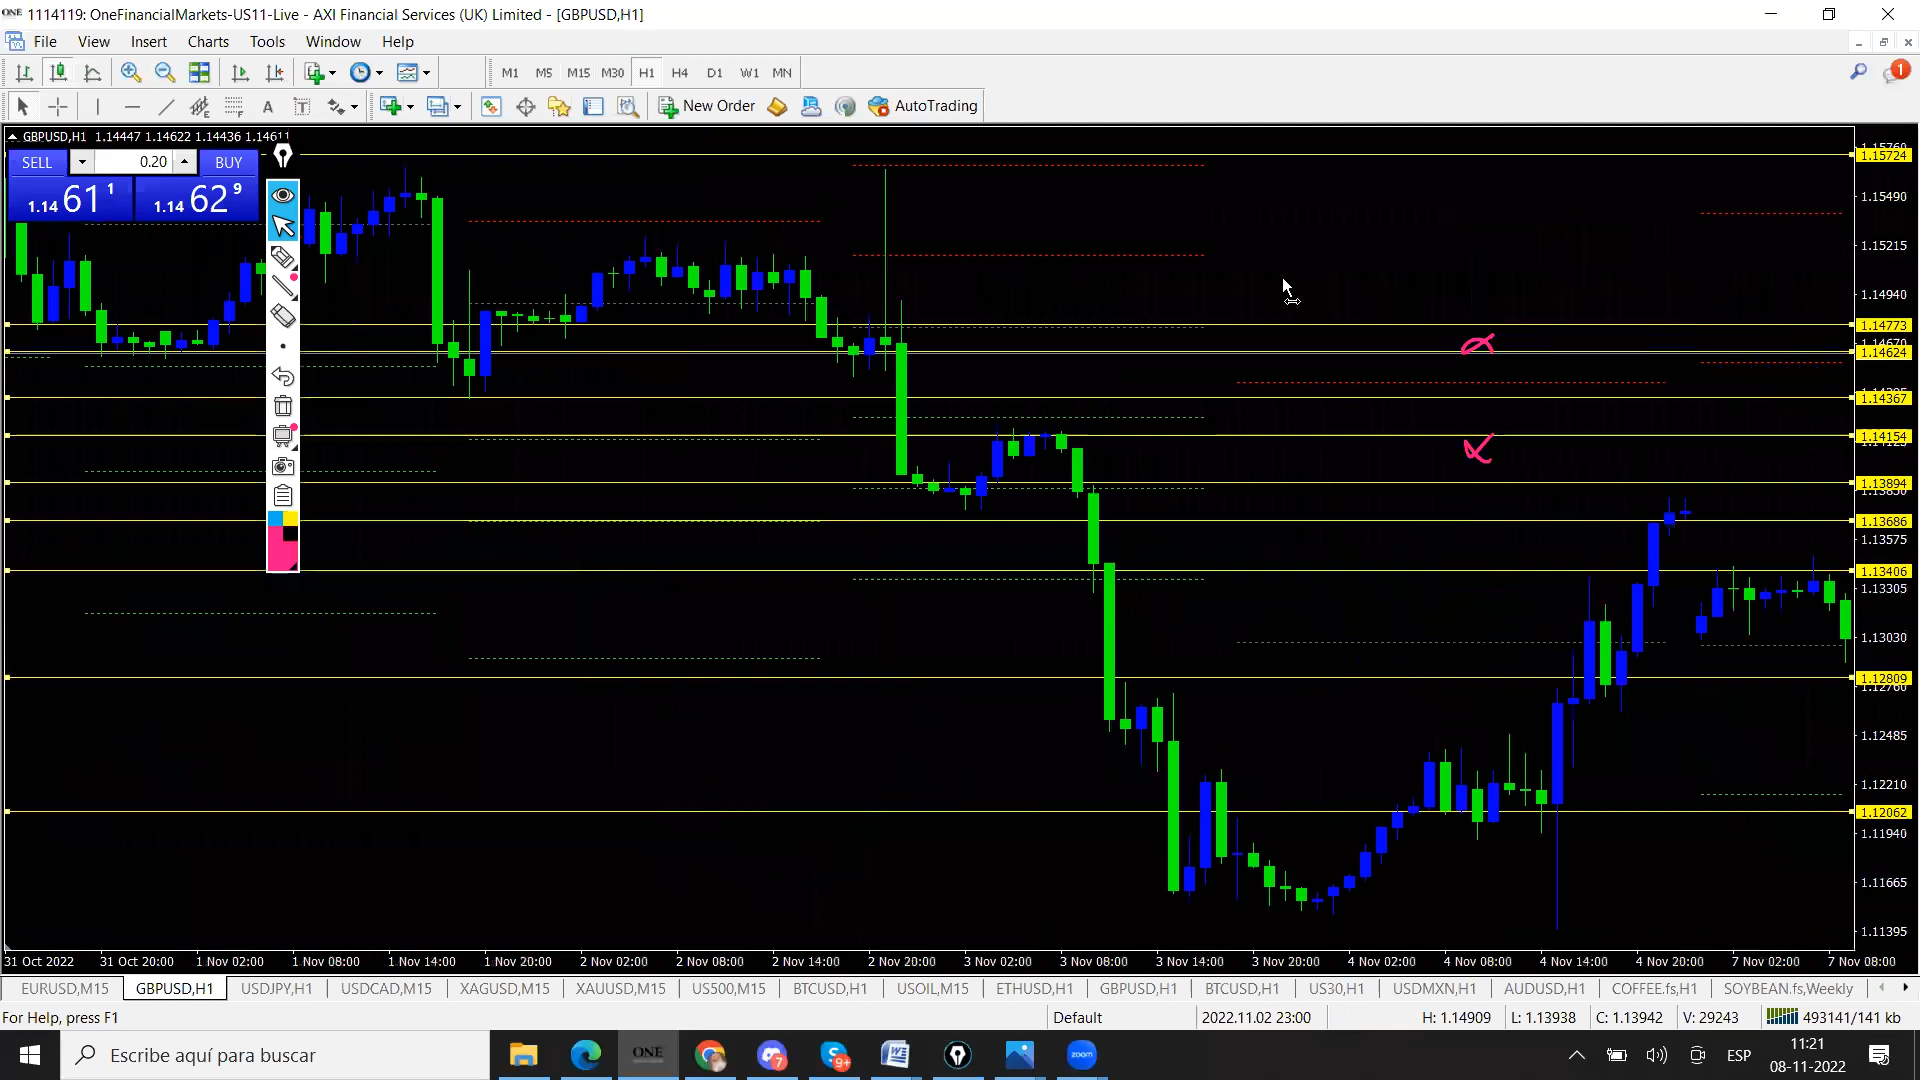 ONE 1114119: OneFinancialMarkets-US11-Live - AXI Financial Services (UK) Limited - [GBPUSD,H1]
File View Insert Charts Tools Window Help
M1 M5 M15 M30 H1 H4 D1 W1 MN 1
A T New Order AutoTrading
GBPUSD,H1 1.14447 1.14622 1.14436 1.14611
SELL 0.20 BUY
1.14 61 1 1.14 62 9
1.15724
1.15490
1.15215
1.14940
1.14773
1.14624
1.14367
1.14154
1.13894
1.13686
1.13575
1.13406
1.13305
1.13030
1.12809
1.12485
1.12210
1.12062
1.11940
1.11665
1.11395
31 Oct 2022 31 Oct 20:00 1 Nov 02:00 1 Nov 08:00 1 Nov 14:00 1 Nov 20:00 2 Nov 02:00 2 Nov 08:00 2 Nov 14:00 2 Nov 20:00 3 Nov 02:00 3 Nov 08:00 3 Nov 14:00 3 Nov 20:00 4 Nov 02:00 4 Nov 08:00 4 Nov 14:00 4 Nov 20:00 7 Nov 02:00 7 Nov 08:00
EURUSD,M15 GBPUSD,H1 USDJPY,H1 USDCAD,M15 XAGUSD,M15 XAUUSD,M15 US500,M15 BTCUSD,H1 USOIL,M15 ETHUSD,H1 GBPUSD,H1 BTCUSD,H1 US30,H1 USDMXN,H1 AUDUSD,H1 COFFEE.fs,H1 SOYBEAN.fs,Weekly
For Help, press F1 Default 2022.11.02 23:00 H: 1.14909 L: 1.13938 C: 1.13942 V: 29243 493141/141 kb
Escribe aquí para buscar ONE 7 9+ zoom ESP 11:21
08-11-2022